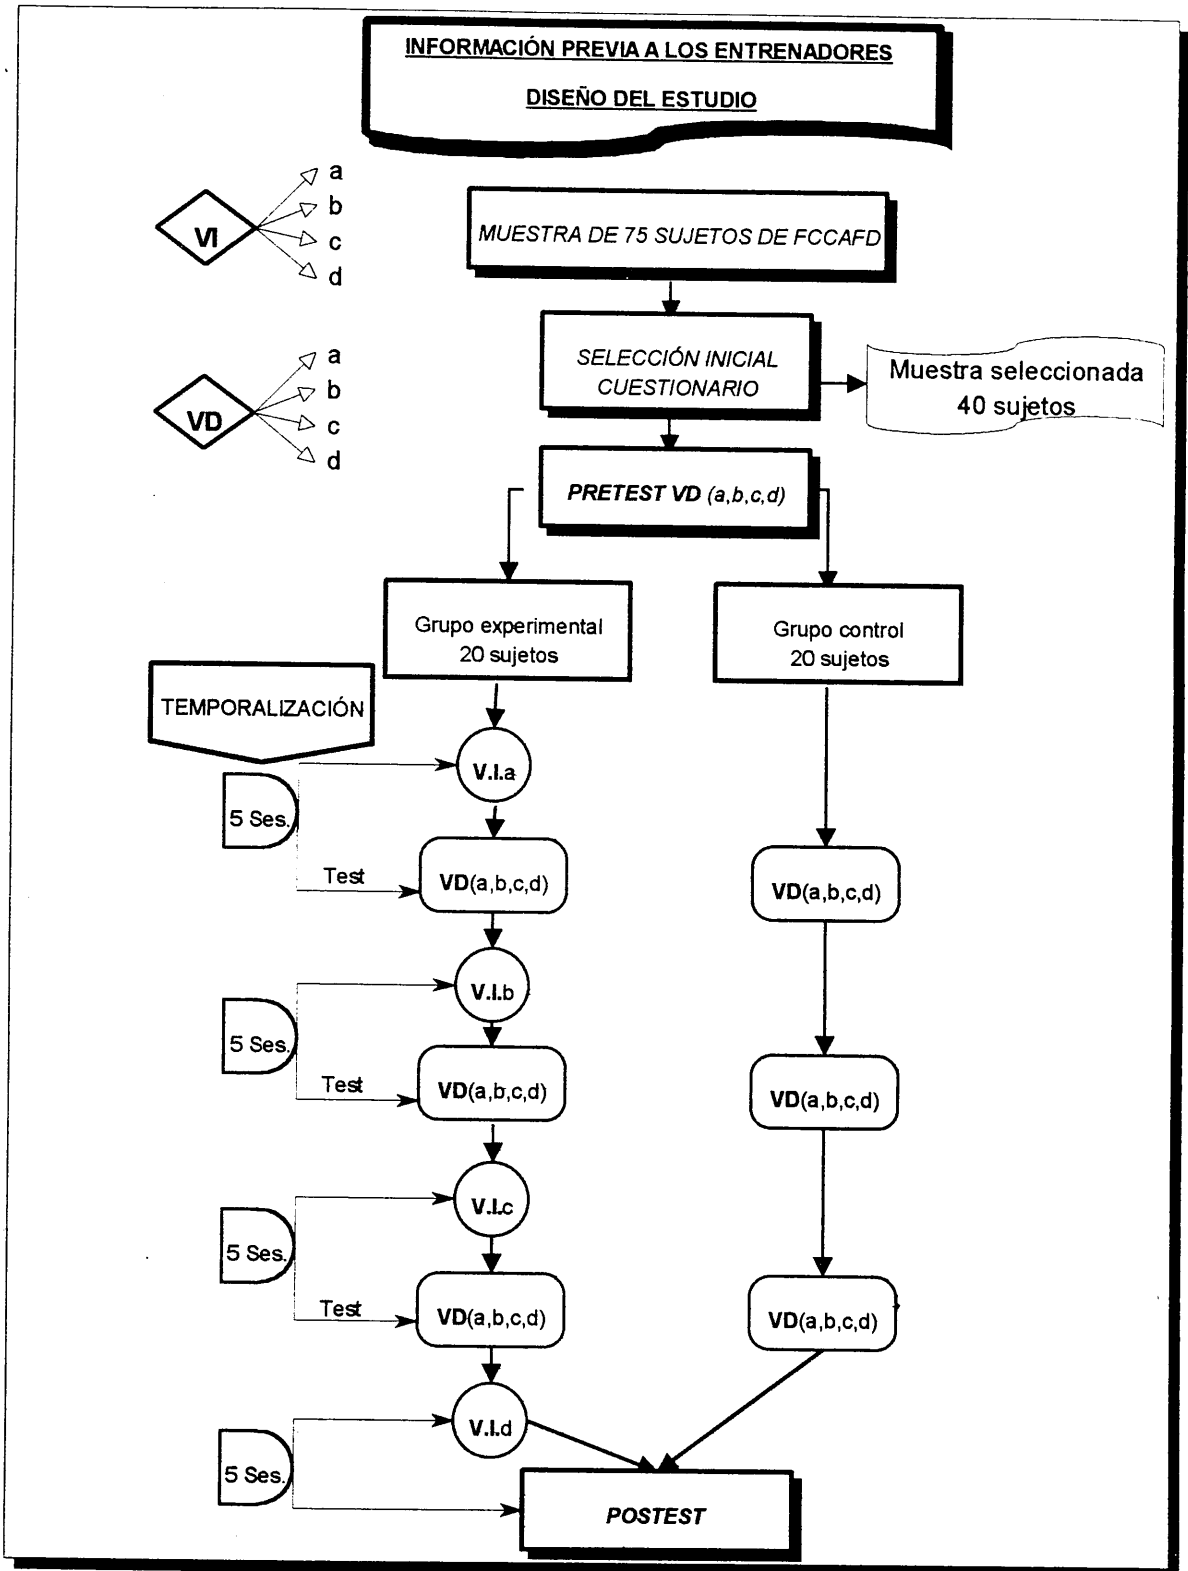 INFORMACIÓN PREVIA A LOS ENTRENADORES
DISEÑO DEL ESTUDIO
VI
a
b
c
d
MUESTRA DE 75 SUJETOS DE FCCAFD
SELECCIÓN INICIAL
CUESTIONARIO
Muestra seleccionada
40 sujetos
VD
a
b
c
d
PRETEST VD (a,b,c,d)
Grupo experimental
20 sujetos
Grupo control
20 sujetos
TEMPORALIZACIÓN
V.I.a
5 Ses.
Test
VD(a,b,c,d)
VD(a,b,c,d)
V.I.b
5 Ses.
Test
VD(a,b,c,d)
VD(a,b,c,d)
V.I.c
5 Ses.
Test
VD(a,b,c,d)
VD(a,b,c,d)
V.I.d
5 Ses.
POSTEST